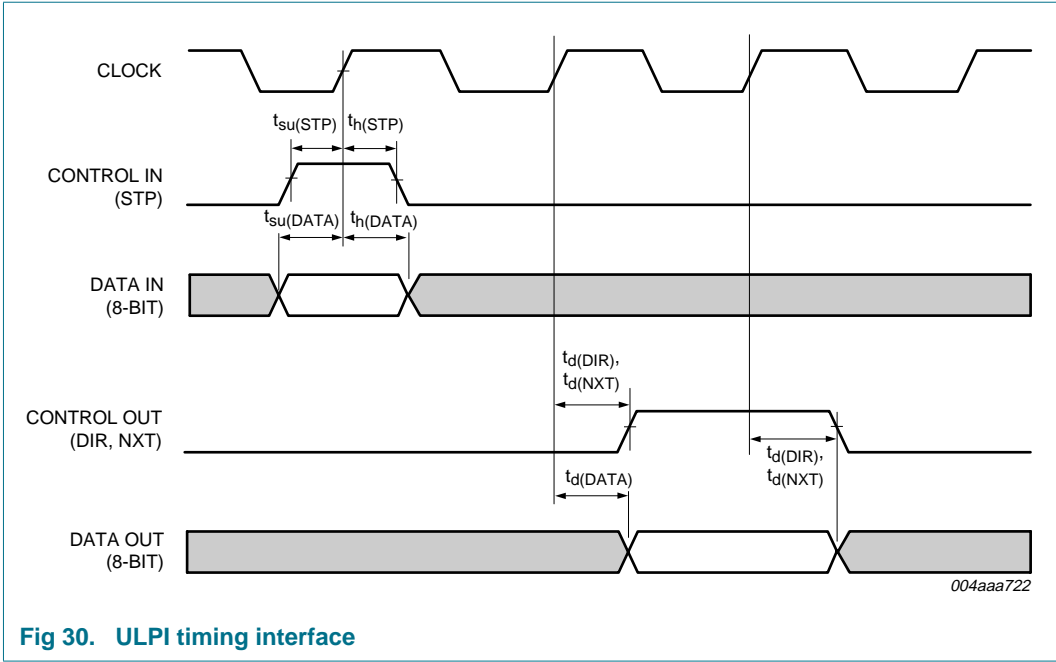 CLOCK
tsu(STP) th(STP)
CONTROL IN
(STP)
tsu(DATA) th(DATA)
DATA IN
(8-BIT)
td(DIR),
td(NXT)
CONTROL OUT
(DIR, NXT)
td(DIR),
td(NXT)
td(DATA)
DATA OUT
(8-BIT)
004aaa722
Fig 30. ULPI timing interface